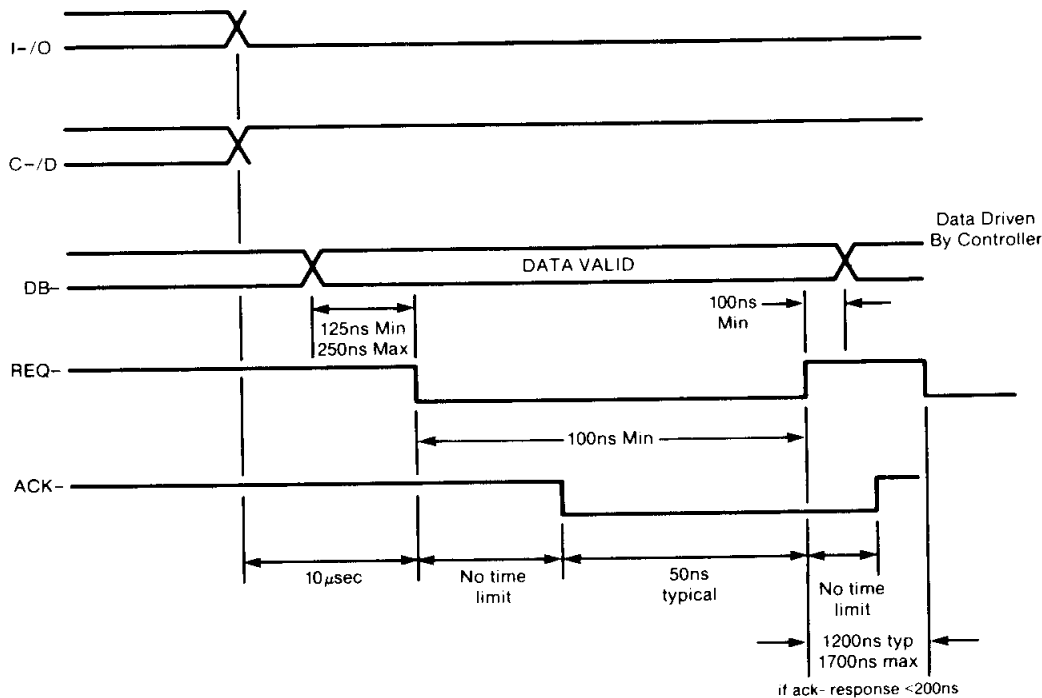 I-/O
C-/D
Data Driven
By Controller
DATA VALID
DB-
125ns Min
250ns Max
100ns
Min
REQ-
100ns Min
ACK-
10μsec
No time
limit
50ns
typical
No time
limit
1200ns typ
1700ns max
if ack- response <200ns